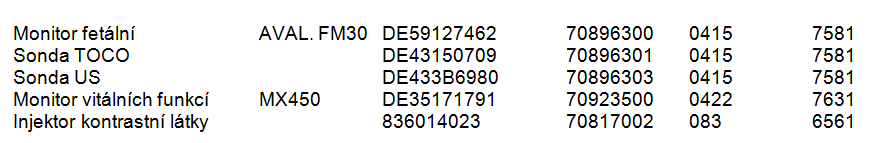 Monitor fetální AVAL. FM30 DE59127462 70896300 0415 7581
Sonda TOCO DE43150709 70896301 0415 7581
Sonda US DE433B6980 70896303 0415 7581
Monitor vitálních funkcí MX450 DE35171791 70923500 0422 7631
Injektor kontrastní látky 836014023 70817002 083 6561